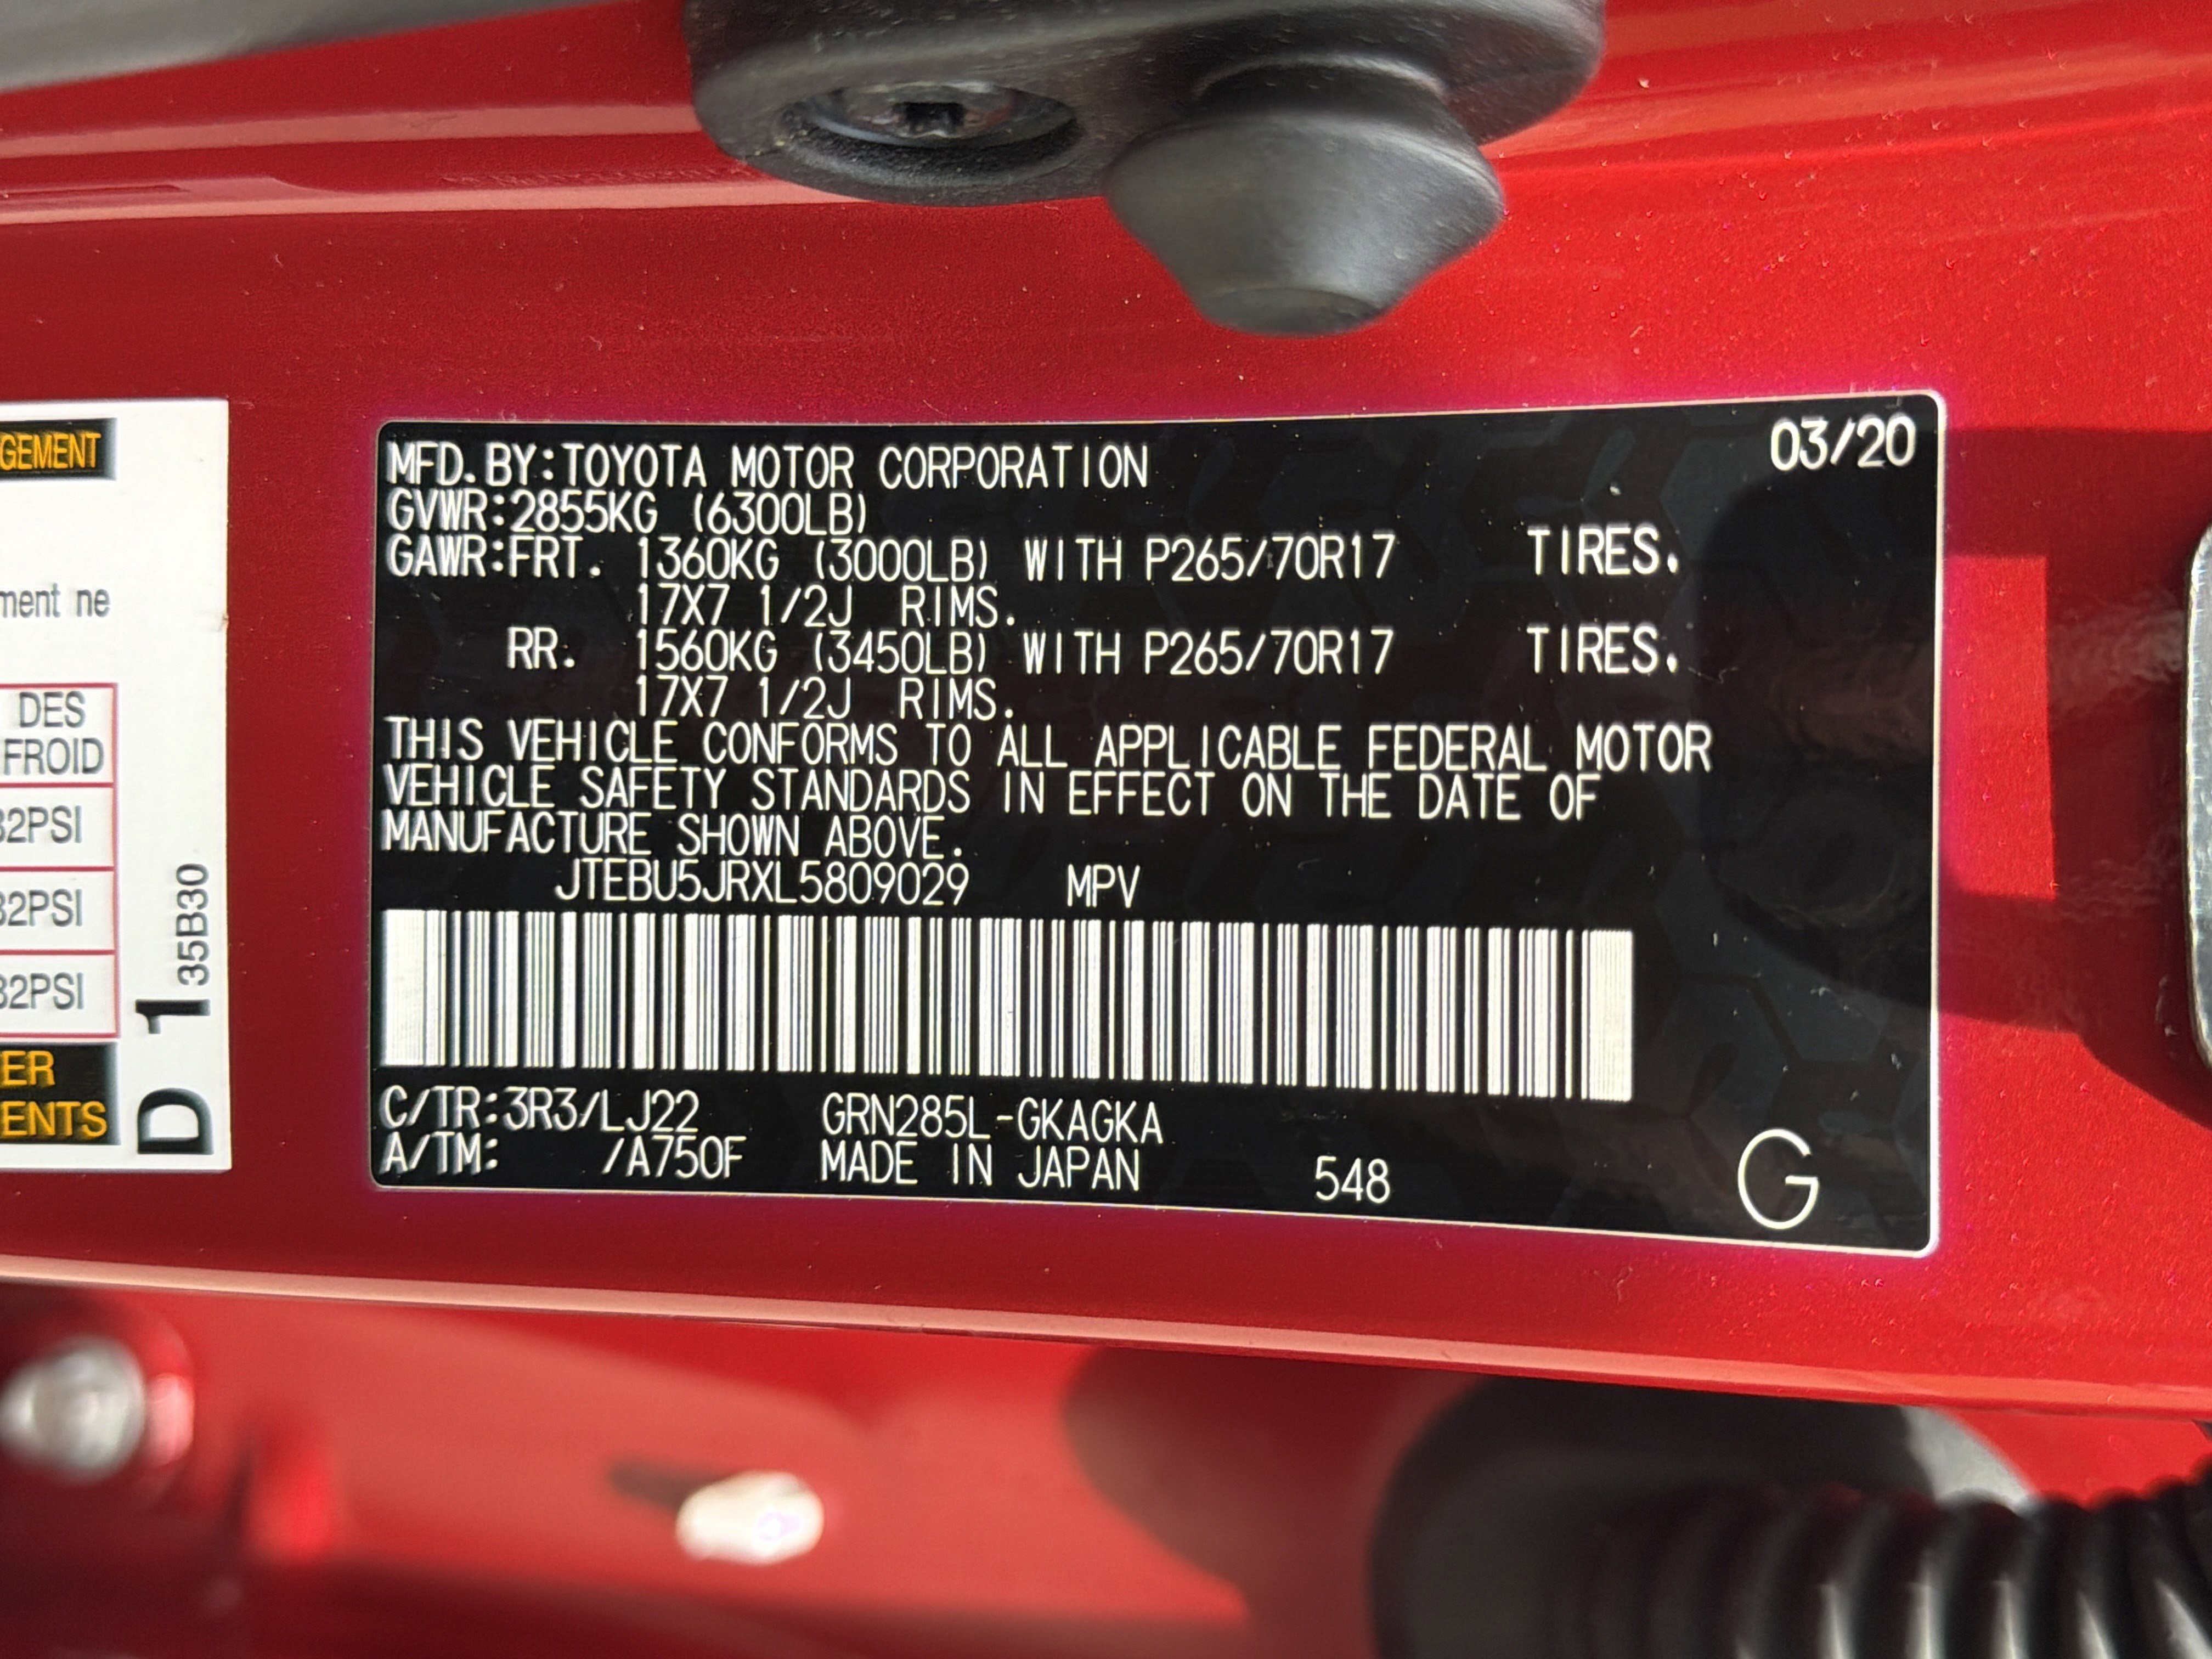 MFD.BY:TOYOTA MOTOR CORPORATION 03/20
GVWR:2855KG (6300LB)
GAWR:FRT. 1360KG (3000LB) WITH P265/70R17 TIRES.
17X7 1/2J RIMS.
RR. 1560KG (3450LB) WITH P265/70R17 TIRES.
17X7 1/2J RIMS.
THIS VEHICLE CONFORMS TO ALL APPLICABLE FEDERAL MOTOR
VEHICLE SAFETY STANDARDS IN EFFECT ON THE DATE OF
MANUFACTURE SHOWN ABOVE.
JTEBU5JRXL5809029 MPV
C/TR:3R3/LJ22 GRN285L-GKAGKA
A/TM: /A750F MADE IN JAPAN 548 G
GEMENT
ment ne
DES
FROID
32PSI
32PSI
32PSI
ER
ENTS
D 1 35B30